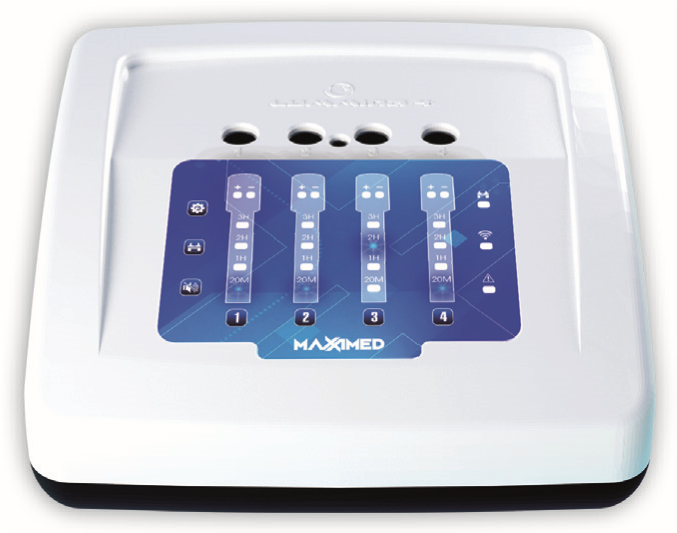 + - + - + - + -
3H 3H 3H 3H
2H 2H 2H 2H
1H 1H 1H 1H
20M 20M 20M 20M
1 2 3 4
MAXXIMED